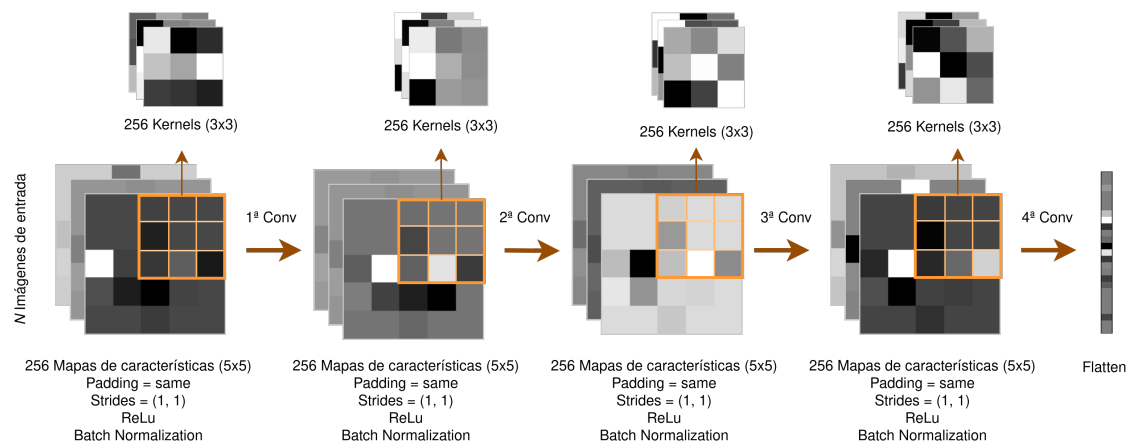 256 Kernels (3x3)
256 Kernels (3x3)
256 Kernels (3x3)
256 Kernels (3x3)
N Imágenes de entrada
1ª Conv
2ª Conv
3ª Conv
4ª Conv
256 Mapas de características (5x5)
Padding = same
Strides = (1, 1)
ReLu
Batch Normalization
256 Mapas de características (5x5)
Padding = same
Strides = (1, 1)
ReLu
Batch Normalization
256 Mapas de características (5x5)
Padding = same
Strides = (1, 1)
ReLu
Batch Normalization
256 Mapas de características (5x5)
Padding = same
Strides = (1, 1)
ReLu
Batch Normalization
Flatten